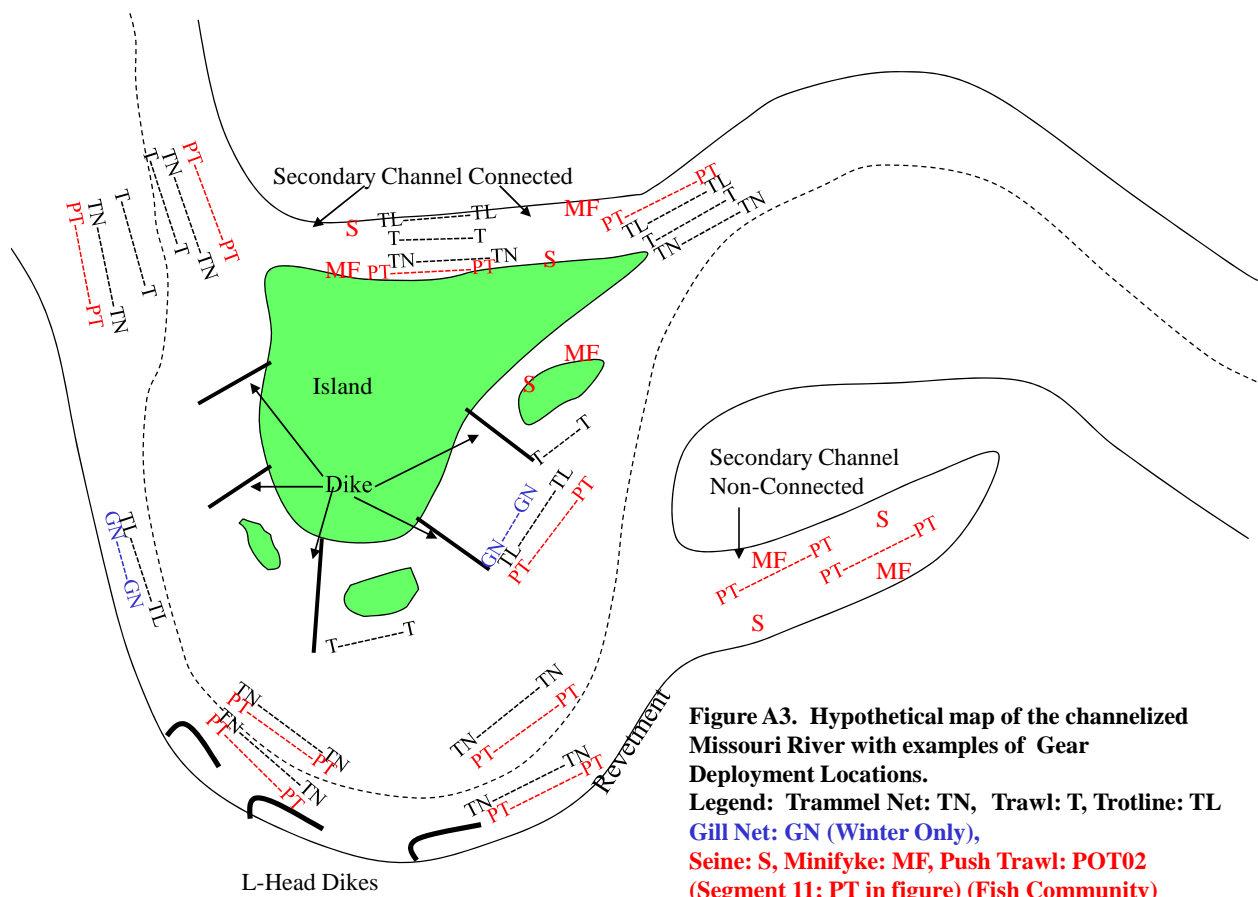 PT
TN
T
T
TN
PT
Secondary Channel Connected
PT
TL
T
TN
MF
S
TL
TL
T
T
PT
TL
T
TN
TN
TN
S
MF
PT
PT
T
TN
PT
T
PT
TN
TN
PT
MF
S
Island
T
T
Secondary Channel
Non-Connected
TL
PT
GN
Dike
GN
TL
S
PT
PT
GN
TL
TL
PT
MF
PT
PT
MF
GN
TL
S
T
T
TN
TN
PT
PT
TN
PT
TN
TN
PT
PT
TN
PT
TN
PT
TN
PT
Revetment
L-Head Dikes
Figure A3. Hypothetical map of the channelized
Missouri River with examples of Gear
Deployment Locations.
Legend: Trammel Net: TN, Trawl: T, Trotline: TL
Gill Net: GN (Winter Only),
Seine: S, Minifyke: MF, Push Trawl: POT02
(Segment 11; PT in figure) (Fish Community)